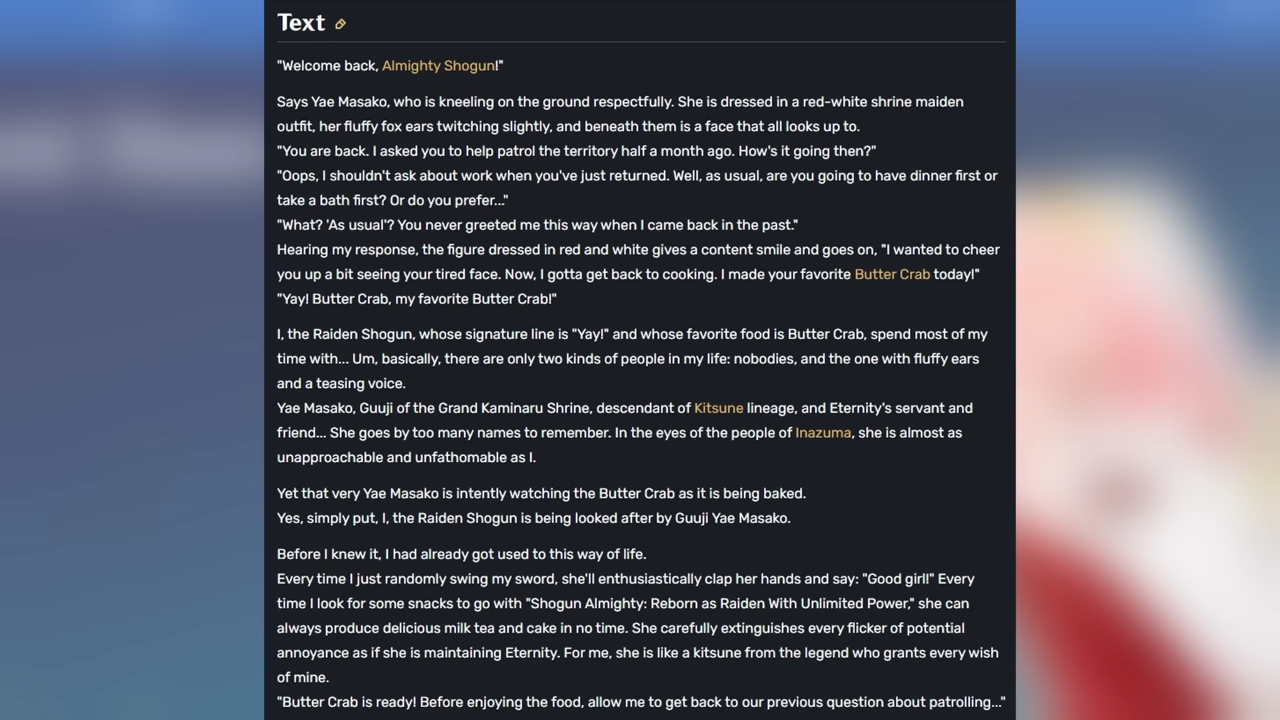 Text
"Welcome back, Almighty Shogun!"
Says Yae Masako, who is kneeling on the ground respectfully. She is dressed in a red-white shrine maiden
outfit, her fluffy fox ears twitching slightly, and beneath them is a face that all looks up to.
"You are back. I asked you to help patrol the territory half a month ago. How's it going then?"
"Oops, I shouldn't ask about work when you've just returned. Well, as usual, are you going to have dinner first or
take a bath first? Or do you prefer..."
"What? 'As usual'? You never greeted me this way when I came back in the past."
Hearing my response, the figure dressed in red and white gives a content smile and goes on, "I wanted to cheer
you up a bit seeing your tired face. Now, I gotta get back to cooking. I made your favorite Butter Crab today!"
"Yay! Butter Crab, my favorite Butter Crab!"
I, the Raiden Shogun, whose signature line is "Yay!" and whose favorite food is Butter Crab, spend most of my
time with... Um, basically, there are only two kinds of people in my life: nobodies, and the one with fluffy ears
and a teasing voice.
Yae Masako, Guuji of the Grand Kaminaru Shrine, descendant of Kitsune lineage, and Eternity's servant and
friend... She goes by too many names to remember. In the eyes of the people of Inazuma, she is almost as
unapproachable and unfathomable as I.
Yet that very Yae Masako is intently watching the Butter Crab as it is being baked.
Yes, simply put, I, the Raiden Shogun is being looked after by Guuji Yae Masako.
Before I knew it, I had already got used to this way of life.
Every time I just randomly swing my sword, she'll enthusiastically clap her hands and say: "Good girl!" Every
time I look for some snacks to go with "Shogun Almighty: Reborn as Raiden With Unlimited Power," she can
always produce delicious milk tea and cake in no time. She carefully extinguishes every flicker of potential
annoyance as if she is maintaining Eternity. For me, she is like a kitsune from the legend who grants every wish
of mine.
"Butter Crab is ready! Before enjoying the food, allow me to get back to our previous question about patrolling..."